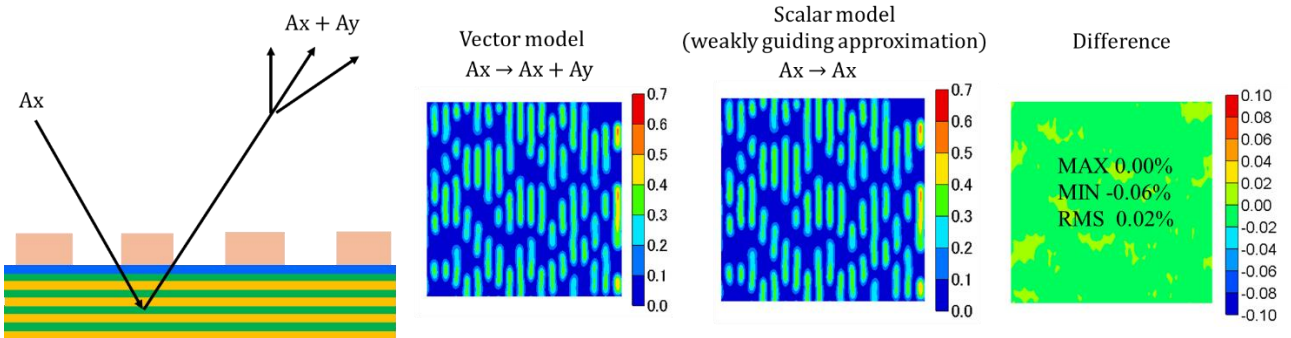 Ax + Ay
Ax
Vector model
Ax → Ax + Ay
0.7
0.6
0.5
0.4
0.3
0.2
0.1
0.0
Scalar model
(weakly guiding approximation)
Ax → Ax
0.7
0.6
0.5
0.4
0.3
0.2
0.1
0.0
Difference
MAX 0.00%
MIN -0.06%
RMS 0.02%
0.10
0.08
0.06
0.04
0.02
0.00
-0.02
-0.04
-0.06
-0.08
-0.10